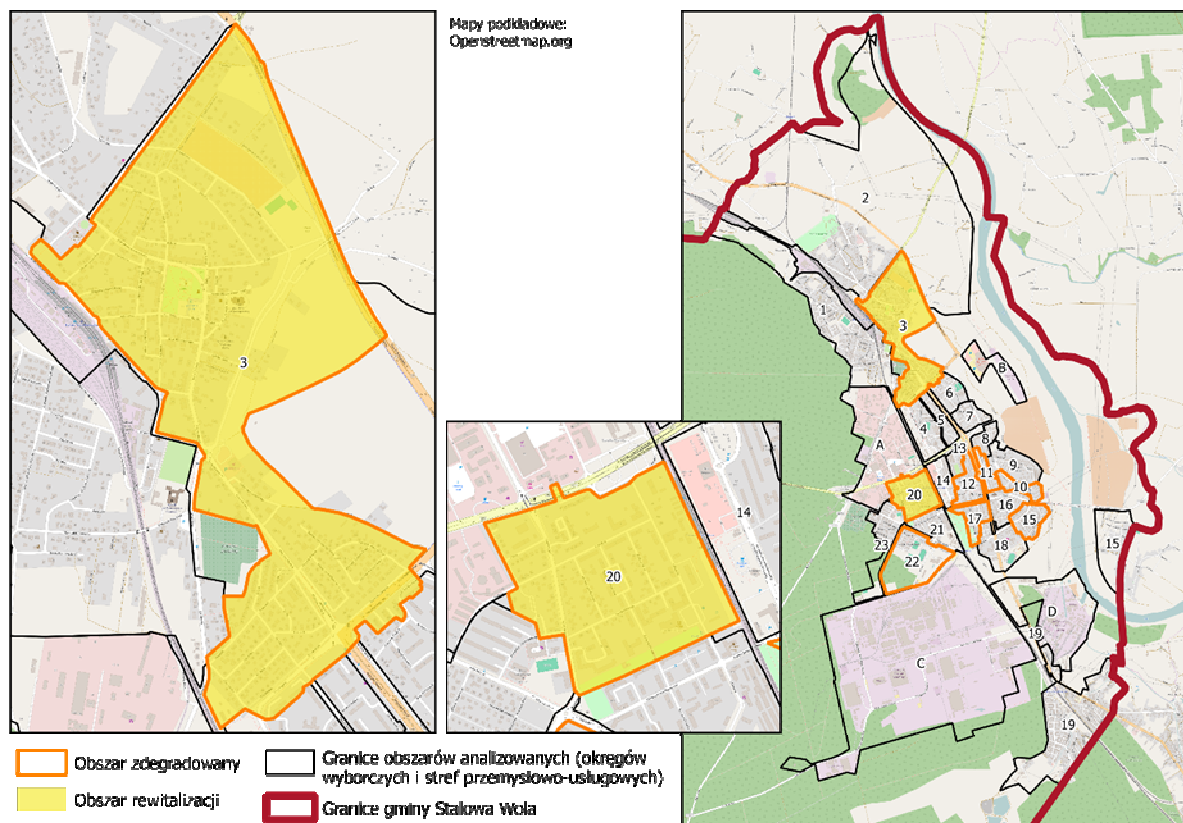 Mapy podkładowe:
Openstreetmap.org
3
14
20
2
1
3
B
6
5
7
4
8
A
13
9
11
14
12
10
20
16
17
15
21
23
18
15
22
D
19
C
19
Obszar zdegradowany
Obszar rewitalizacji
Granice obszarów analizowanych (okręgów
wyborczych i stref przemysłowo-usługowych)
Granice gminy Stalowa Wola